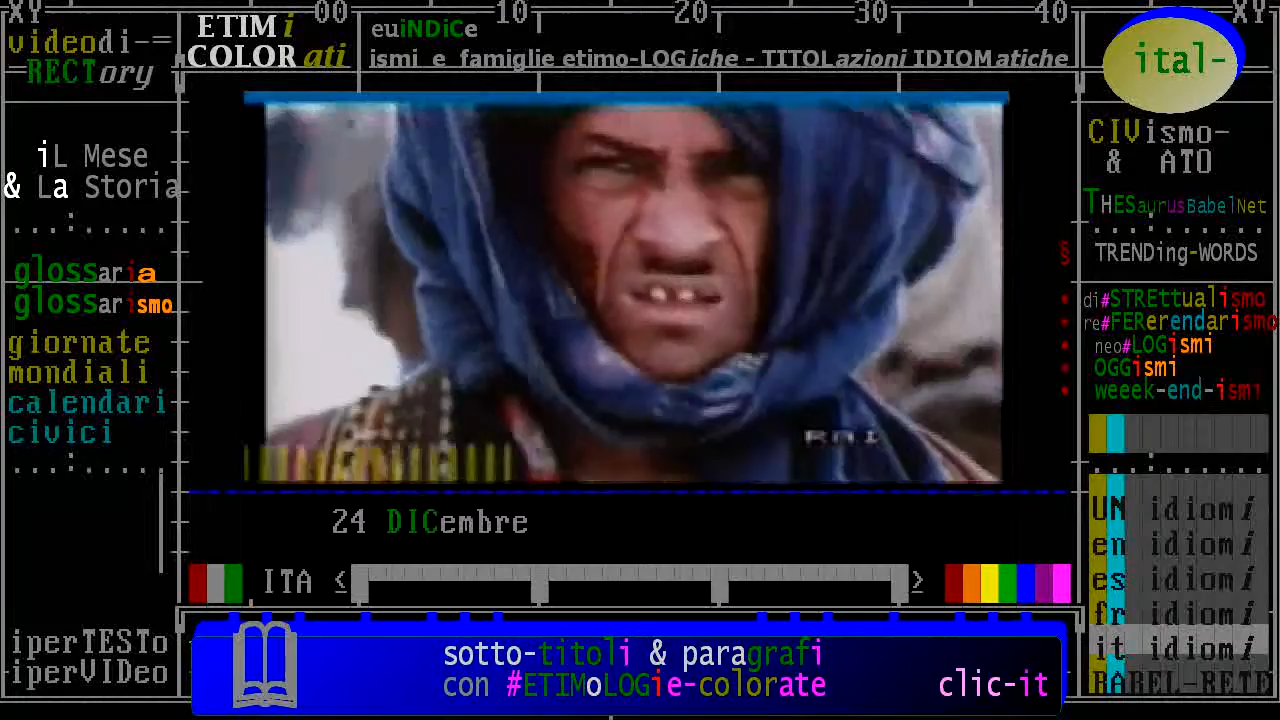 XY 00 10 20 30 40 XY
videodi-=
=RECTory
ETIMi
COLORati
euiNDiCe
ismi e famiglie etimo-LOGiche - TITOLazioni IDIOMatiche
ital-
iL Mese
& La Storia
...:.....
glossaria
glossarismo
giornate
mondiali
calendari
civici
...:.....
CIVismo-
& ATO
THESaurusBabelNet
...:.....
TRENDing-WORDS
§
di#STREttualismo
re#FERerendarismo
neo#LOGismi
OGGismi
weeek-end-ismi
...:.....
UN idiomi
en idiomi
es idiomi
fr idiomi
it idiomi
BABEL-RETE
RAI
24 DICembre
ITA < >
iperTESTo
iperVIDeo
sotto-titoli & paragrafi
con #ETIMoLOGie-colorate
clic-it